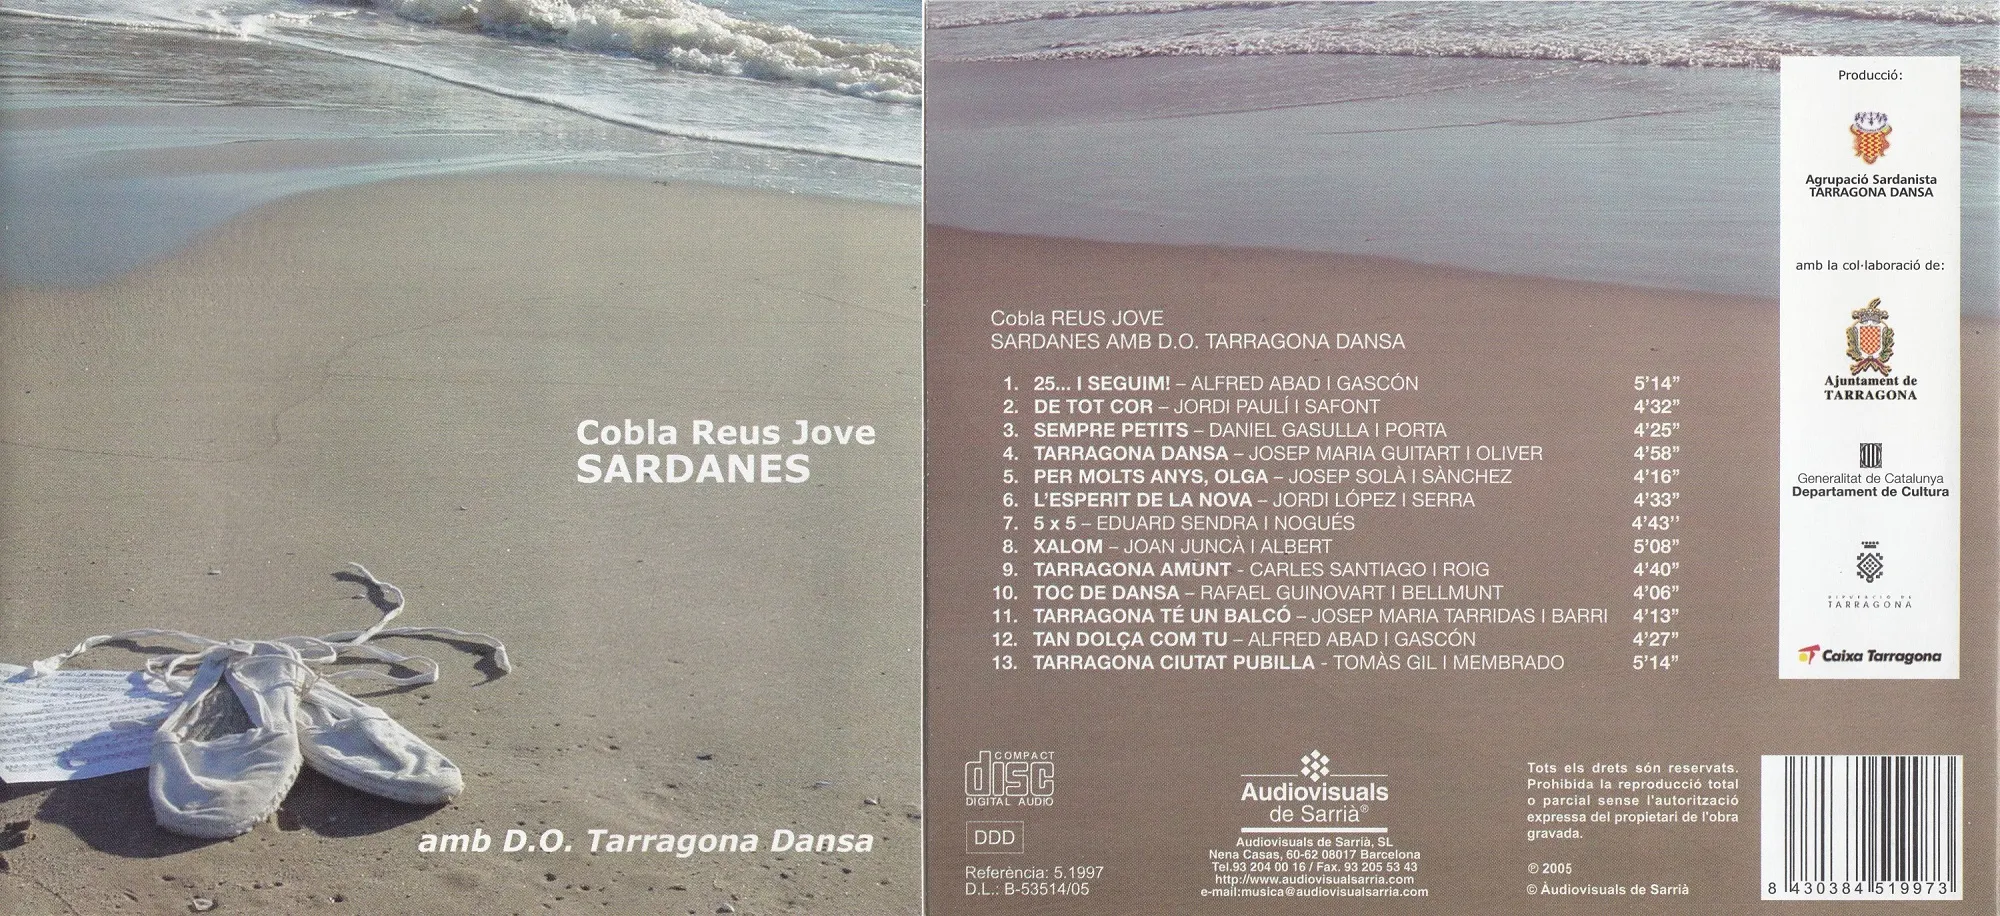 Cobla Reus Jove
SARDANES
amb D.O. Tarragona Dansa
Cobla REUS JOVE
SARDANES AMB D.O. TARRAGONA DANSA
1. 25... I SEGUIM! – ALFRED ABAD I GASCÓN 5’14”
2. DE TOT COR – JORDI PAULÍ I SAFONT 4’32”
3. SEMPRE PETITS – DANIEL GASULLA I PORTA 4’25”
4. TARRAGONA DANSA – JOSEP MARIA GUITART I OLIVER 4’58”
5. PER MOLTS ANYS, OLGA – JOSEP SOLÀ I SÀNCHEZ 4’16”
6. L’ESPERIT DE LA NOVA – JORDI LÓPEZ I SERRA 4’33”
7. 5 x 5 – EDUARD SENDRA I NOGUÉS 4’43’’
8. XALOM – JOAN JUNCÀ I ALBERT 5’08”
9. TARRAGONA AMUNT - CARLES SANTIAGO I ROIG 4’40”
10. TOC DE DANSA – RAFAEL GUINOVART I BELLMUNT 4’06”
11. TARRAGONA TÉ UN BALCÓ – JOSEP MARIA TARRIDAS I BARRI 4’13”
12. TAN DOLÇA COM TU – ALFRED ABAD I GASCÓN 4’27”
13. TARRAGONA CIUTAT PUBILLA - TOMÀS GIL I MEMBRADO 5’14”
Producció:
Agrupació Sardanista
TARRAGONA DANSA
amb la col·laboració de:
Ajuntament de
TARRAGONA
Generalitat de Catalunya
Departament de Cultura
DIPUTACIÓ DE
TARRAGONA
Caixa Tarragona
COMPACT
disc
DIGITAL AUDIO
DDD
Referència: 5.1997
D.L.: B-53514/05
Audiovisuals
de Sarrià®
Audiovisuals de Sarrià, SL
Nena Casas, 60-62 08017 Barcelona
Tel.93 204 00 16 / Fax. 93 205 53 43
http://www.audiovisualsarria.com
e-mail:musica@audiovisualsarria.com
Tots els drets són reservats.
Prohibida la reproducció total
o parcial sense l'autorització
expressa del propietari de l'obra
gravada.
℗ 2005
© Àudiovisuals de Sarrià
8 430384 519973